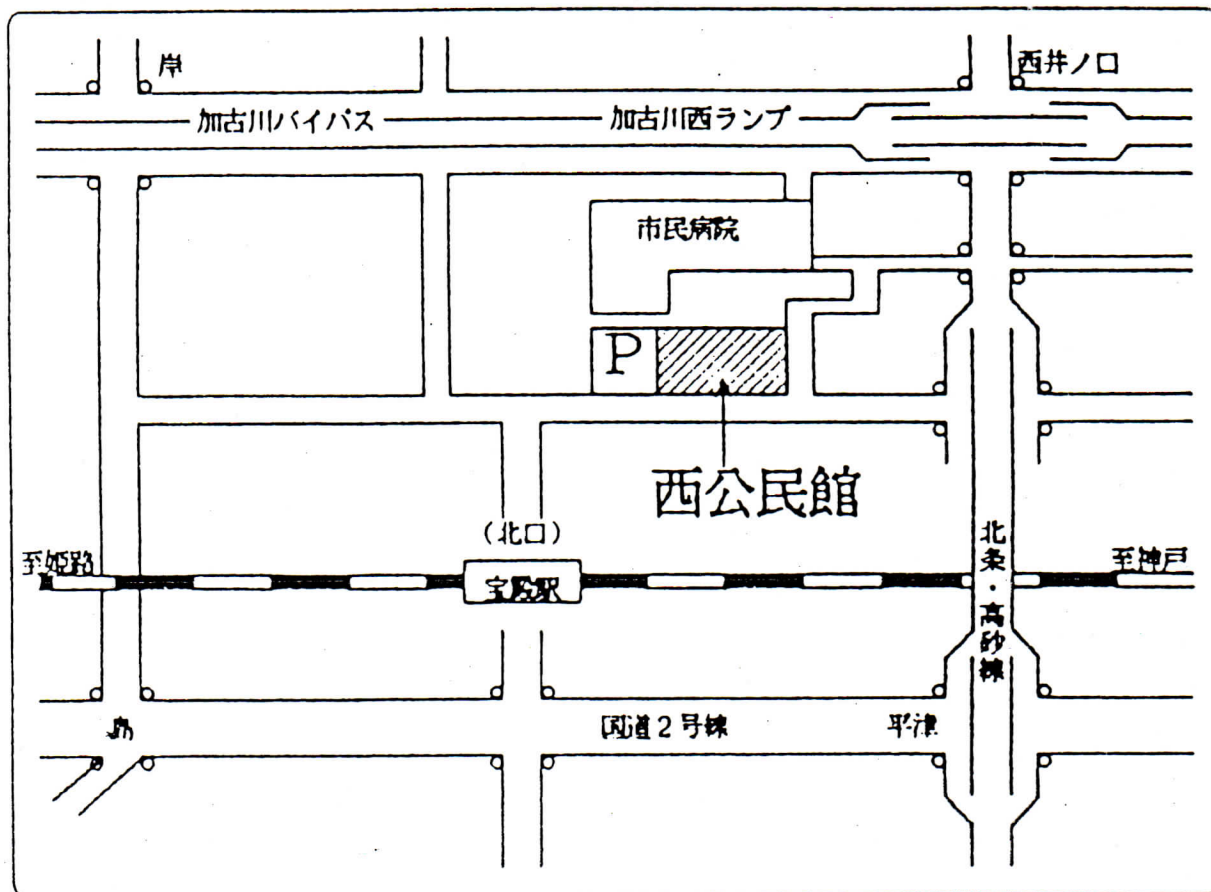 岸
西井ノ口
加古川バイパス
加古川西ランプ
市民病院
P
西公民館
(北口)
至姫路
宝殿駅
至神戸
北条・高砂線
国道2号線
平津